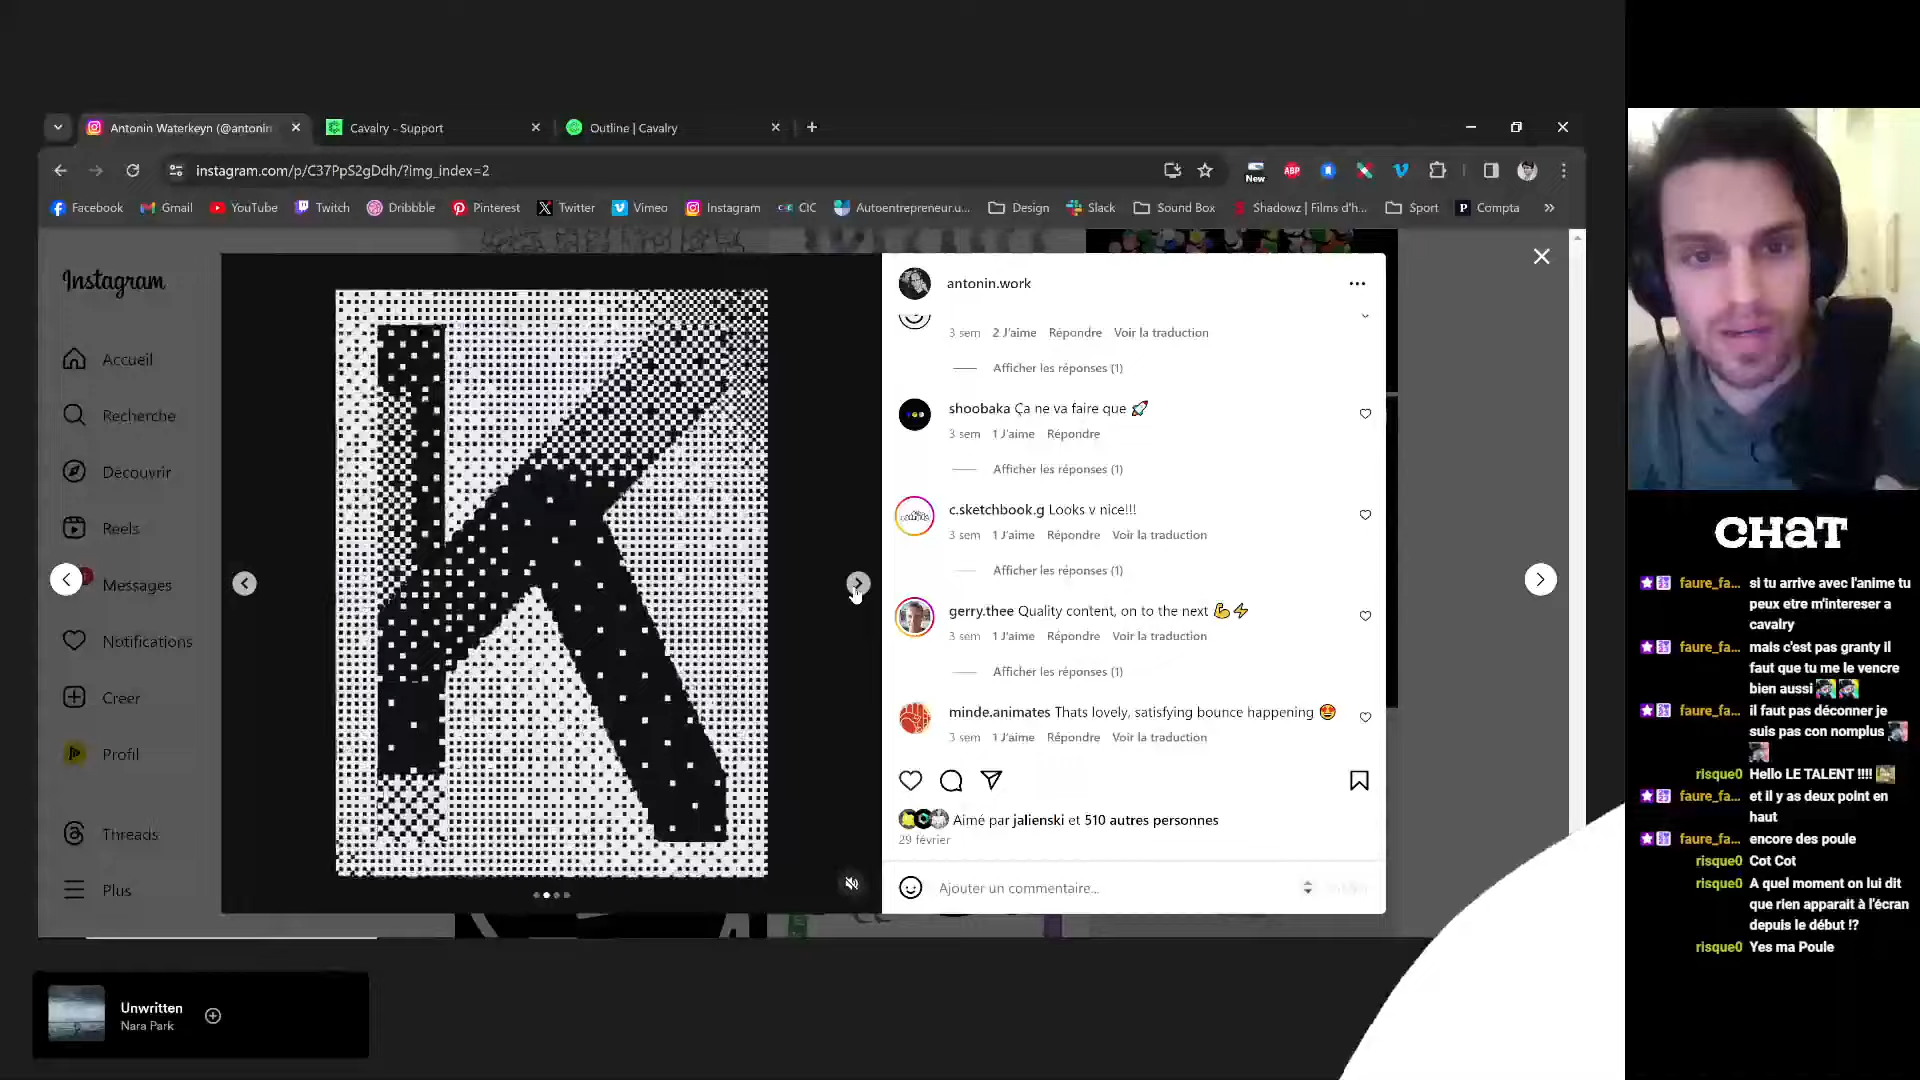 Antonin Waterkeyn (@antonin
Cavalry - Support
Outline | Cavalry
instagram.com/p/C37PpS2gDdh/?img_index=2
New
ABP
Facebook
Gmail
YouTube
Twitch
Dribbble
Pinterest
Twitter
Vimeo
Instagram
CIC
Autoentrepreneur.u...
Design
Slack
Sound Box
Shadowz | Films d'h...
Sport
Compta
Instagram
Accueil
Recherche
Découvrir
Reels
Messages
Notifications
Créer
Profil
Threads
Plus
K
antonin.work
3 sem 2 J'aime Répondre Voir la traduction
Afficher les réponses (1)
shoobaka Ça ne va faire que 🚀
3 sem 1 J'aime Répondre
Afficher les réponses (1)
c.sketchbook.g Looks v nice!!!
3 sem 1 J'aime Répondre Voir la traduction
Afficher les réponses (1)
gerry.thee Quality content, on to the next 💪⚡
3 sem 1 J'aime Répondre Voir la traduction
Afficher les réponses (1)
minde.animates Thats lovely, satisfying bounce happening 😍
3 sem 1 J'aime Répondre Voir la traduction
Aimé par jalienski et 510 autres personnes
29 février
Ajouter un commentaire...
Unwritten
Nara Park
CHAT
faure_fa... si tu arrive avec l'anime tu
peux etre m'intereser a
cavalry
faure_fa... mais c'est pas granty il
faut que tu me le vencre
bien aussi
faure_fa... il faut pas déconner je
suis pas con nomplus
risque0 Hello LE TALENT !!!!
faure_fa... et il y as deux point en
haut
faure_fa... encore des poule
risque0 Cot Cot
risque0 A quel moment on lui dit
que rien apparait à l'écran
depuis le début !?
risque0 Yes ma Poule